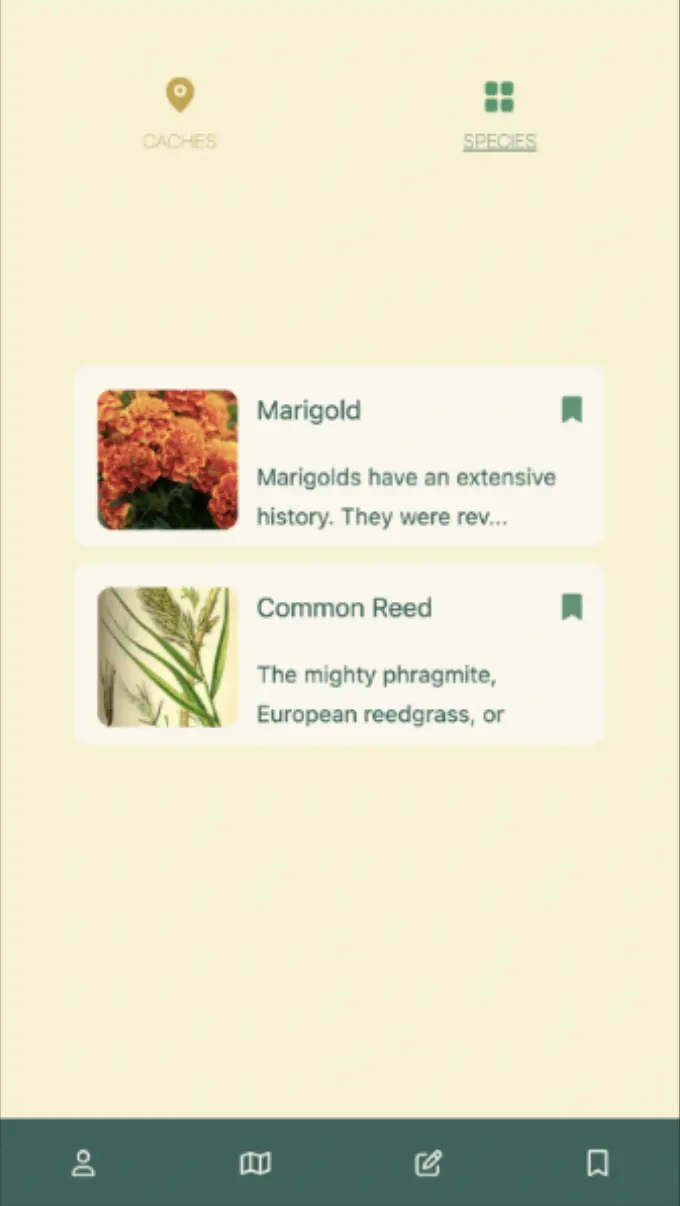 CACHES
SPECIES
Marigold
Marigolds have an extensive
history. They were rev...
Common Reed
The mighty phragmite,
European reedgrass, or